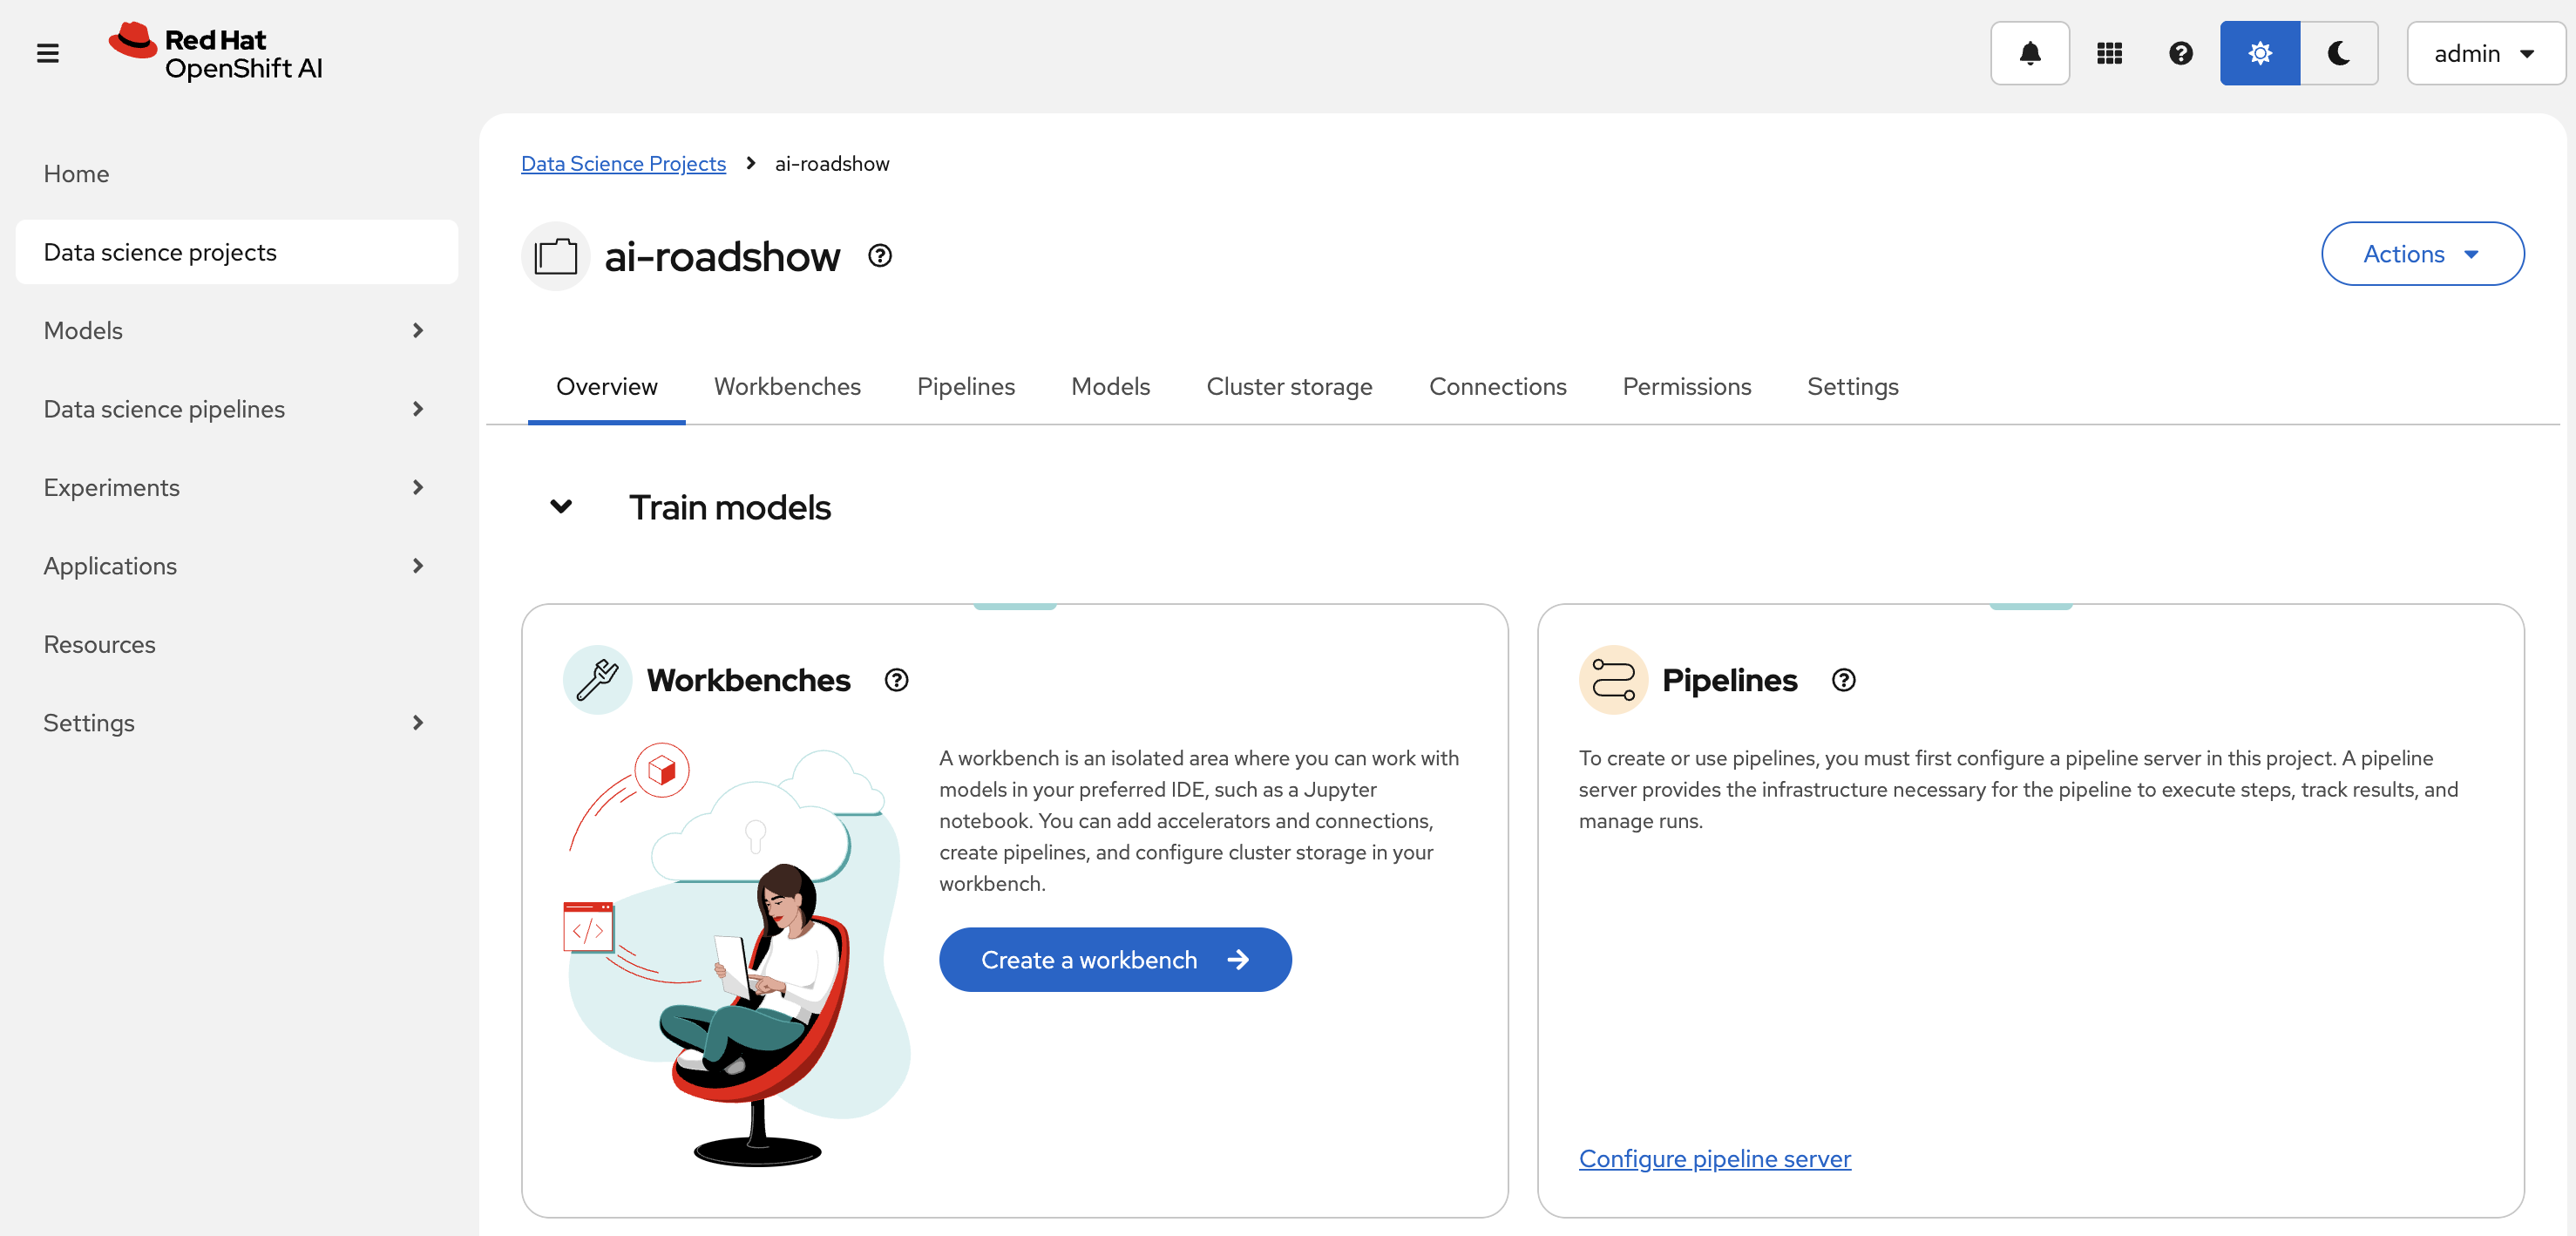 Red Hat
OpenShift AI
admin
Home
Data science projects
Models
Data science pipelines
Experiments
Applications
Resources
Settings
Data Science Projects > ai-roadshow
ai-roadshow
Actions
Overview Workbenches Pipelines Models Cluster storage Connections Permissions Settings
Train models
Workbenches
A workbench is an isolated area where you can work with
models in your preferred IDE, such as a Jupyter
notebook. You can add accelerators and connections,
create pipelines, and configure cluster storage in your
workbench.
Create a workbench
Pipelines
To create or use pipelines, you must first configure a pipeline server in this project. A pipeline
server provides the infrastructure necessary for the pipeline to execute steps, track results, and
manage runs.
Configure pipeline server